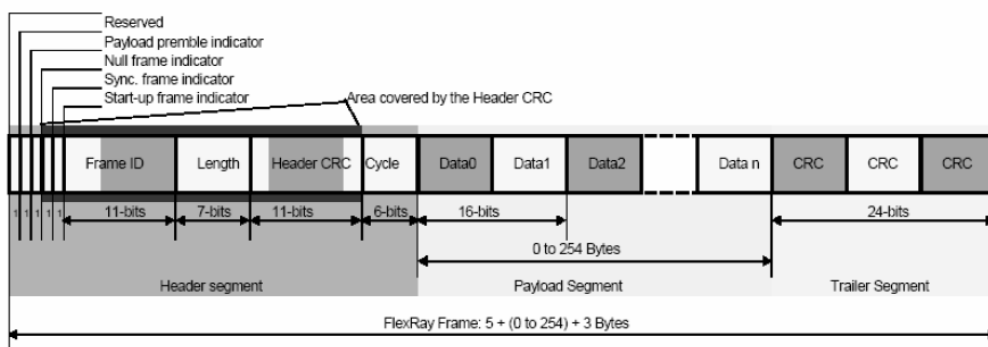 Reserved
Payload premble indicator
Null frame indicator
Sync. frame indicator
Start-up frame indicator
Area covered by the Header CRC
Frame ID Length Header CRC Cycle Data0 Data1 Data2 Data n CRC CRC CRC
1 1 1 1 1 11-bits 7-bits 11-bits 6-bits 16-bits 24-bits
0 to 254 Bytes
Header segment Payload Segment Trailer Segment
FlexRay Frame: 5 + (0 to 254) + 3 Bytes